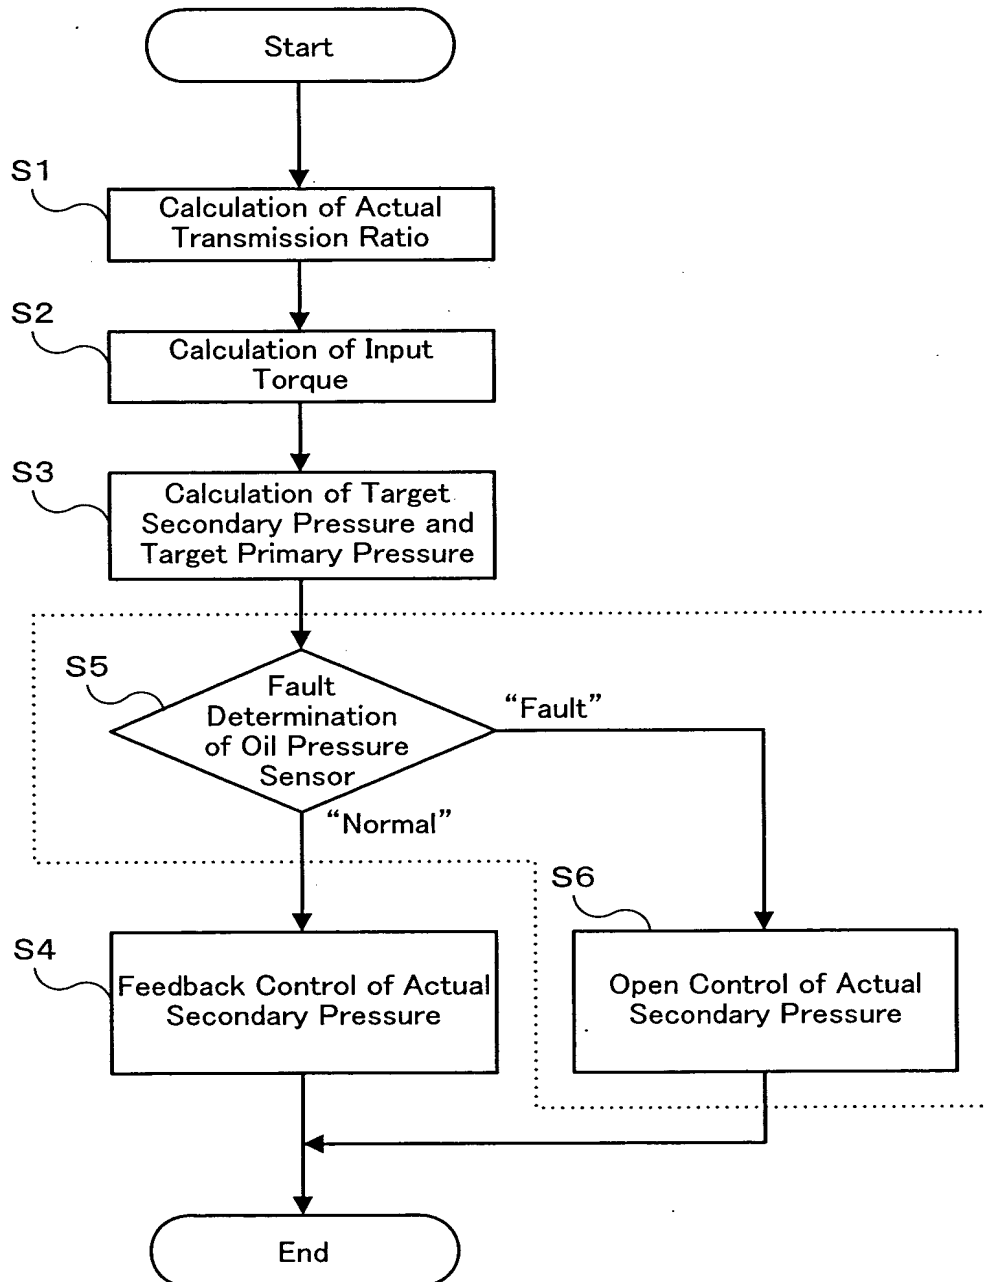 Start
S1
Calculation of Actual
Transmission Ratio
S2
Calculation of Input
Torque
S3
Calculation of Target
Secondary Pressure and
Target Primary Pressure
S5
Fault
Determination
of Oil Pressure
Sensor
“Fault”
“Normal”
S6
S4
Feedback Control of Actual
Secondary Pressure
Open Control of Actual
Secondary Pressure
End